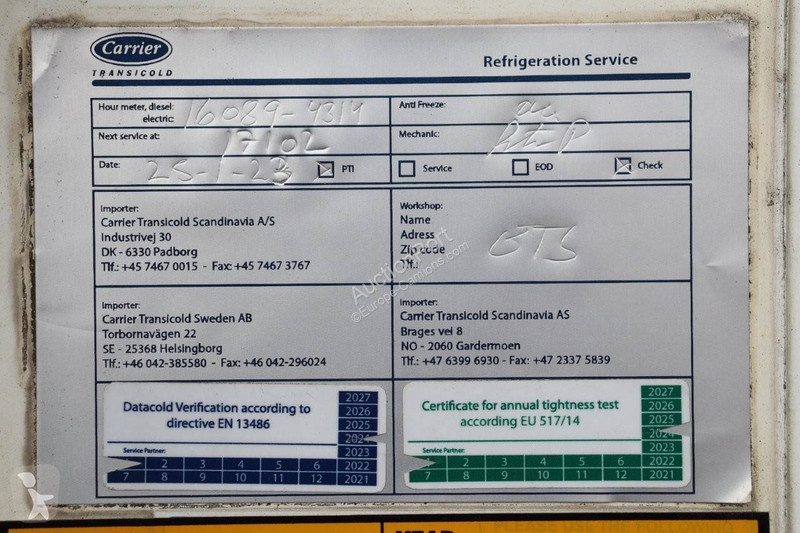 Carrier
TRANSICOLD
Refrigeration Service
Hour meter, diesel: 16089-4314
electric:
Next service at: 17102
Date: 25-1-23 PTI
Anti Freeze:
Mechanic:
Service EOD Check
Importer:
Carrier Transicold Scandinavia A/S
Industrivej 30
DK - 6330 Padborg
Tlf.: +45 7467 0015 - Fax: +45 7467 3767
Workshop:
Name
Adress
Zip code
Tlf.:
Importer:
Carrier Transicold Sweden AB
Torbornavägen 22
SE - 25368 Helsingborg
Tlf.: +46 042-385580 - Fax: +46 042-296024
Importer:
Carrier Transicold Scandinavia AS
Brages vei 8
NO - 2060 Gardermoen
Tlf.: +47 6399 6930 - Fax: +47 2337 5839
Datacold Verification according to
directive EN 13486
Service Partner:
2027
2026
2025
2024
2023
2 3 4 5 6 2022
7 8 9 10 11 12 2021
Certificate for annual tightness test
according EU 517/14
Service Partner:
2027
2026
2025
2024
2023
2 3 4 5 6 2022
7 8 9 10 11 12 2021
PLEASE USE THE FOLLOWING